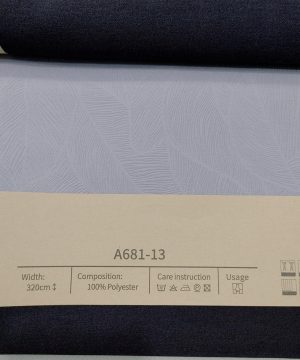 A681-13
Width: Composition: Care instruction Usage
320cm↕ 100% Polyester